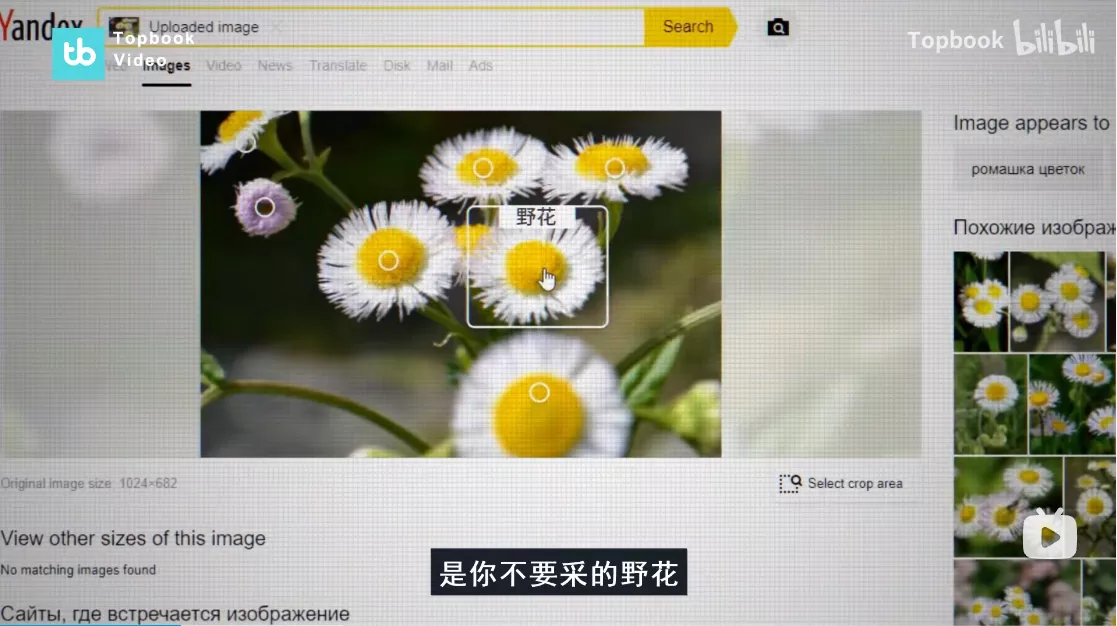 Yandex
Uploaded image
Search
Topbook
Video
Topbook bilibili
tb
Web Images Video News Translate Disk Mail Ads
Image appears to
ромашка цветок
野花
Похожие изображ
Original image size 1024×682
Select crop area
View other sizes of this image
No matching images found
是你不要采的野花
Сайты, где встречается изображение